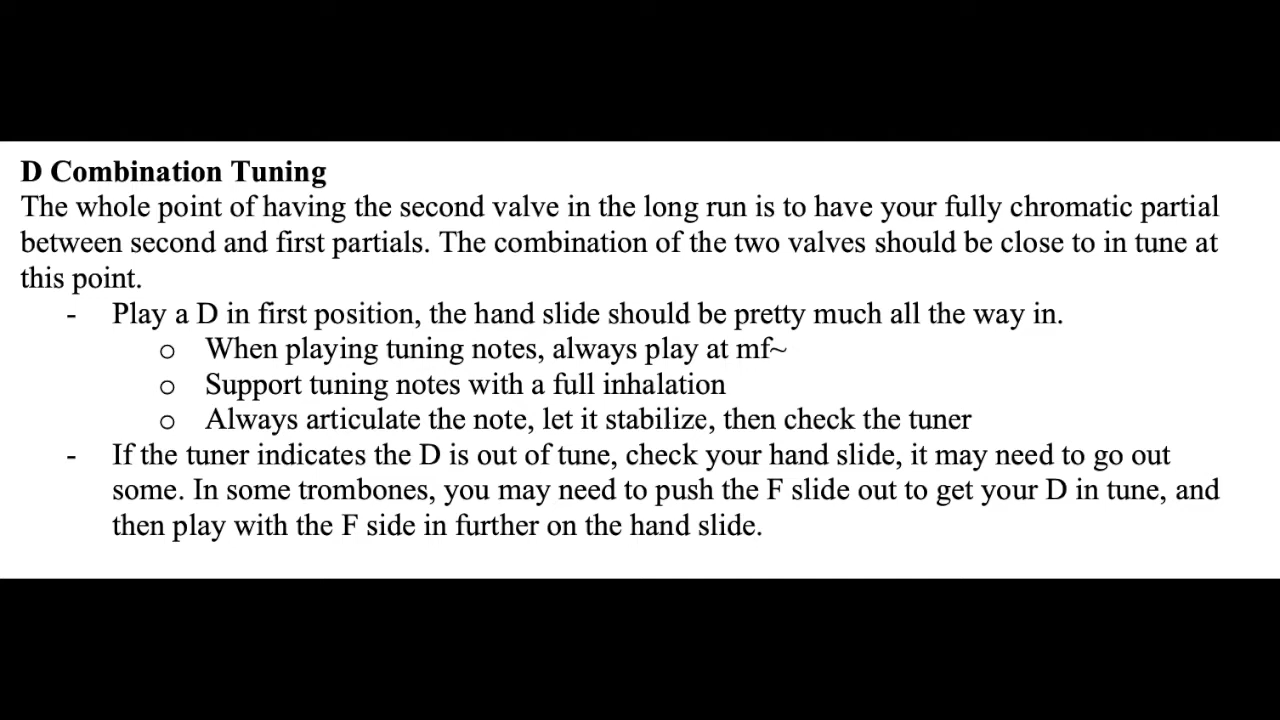 D Combination Tuning
The whole point of having the second valve in the long run is to have your fully chromatic partial
between second and first partials. The combination of the two valves should be close to in tune at
this point.
- Play a D in first position, the hand slide should be pretty much all the way in.
o When playing tuning notes, always play at mf~
o Support tuning notes with a full inhalation
o Always articulate the note, let it stabilize, then check the tuner
- If the tuner indicates the D is out of tune, check your hand slide, it may need to go out
some. In some trombones, you may need to push the F slide out to get your D in tune, and
then play with the F side in further on the hand slide.